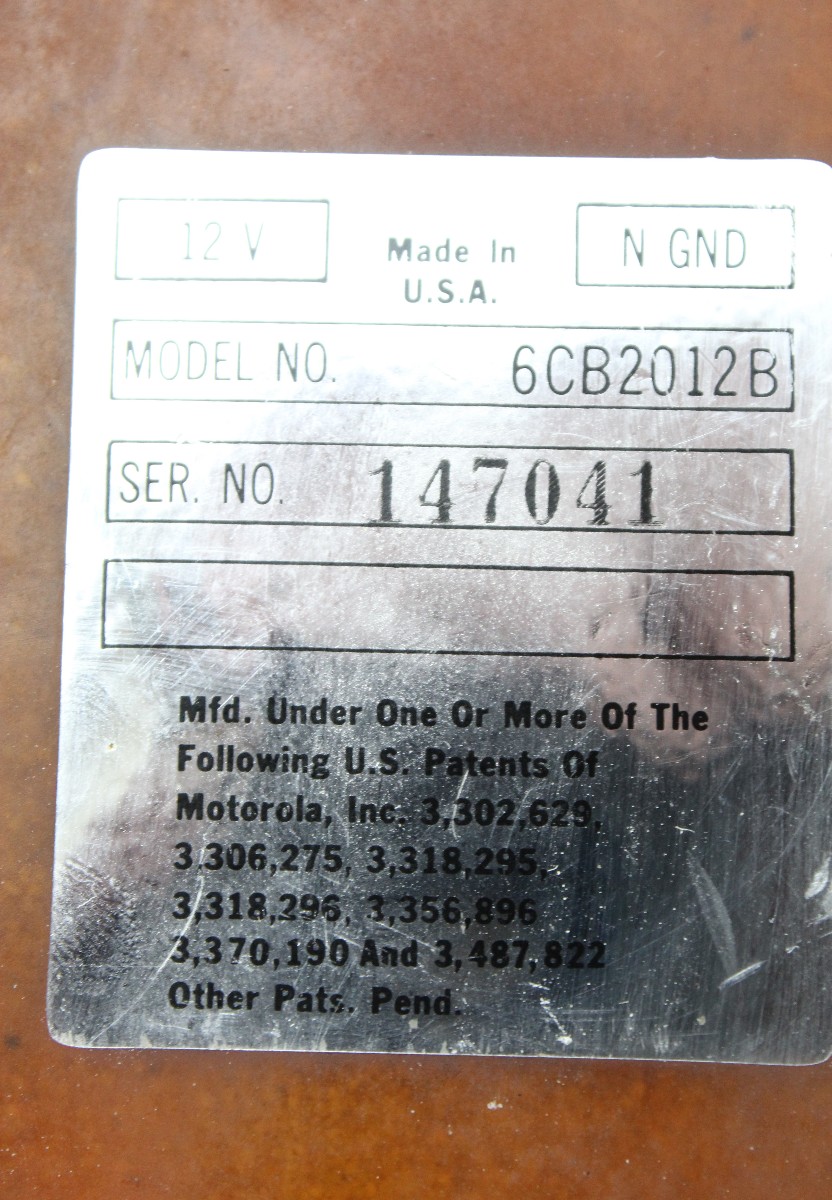 12 V
Made In
U.S.A.
N GND
MODEL NO. 6CB2012B
SER. NO. 147041
Mfd. Under One Or More Of The
Following U.S. Patents Of
Motorola, Inc. 3,302,629,
3,306,275, 3,318,295,
3,318,296, 3,356,896
3,370,190 And 3,487,822
Other Pats. Pend.